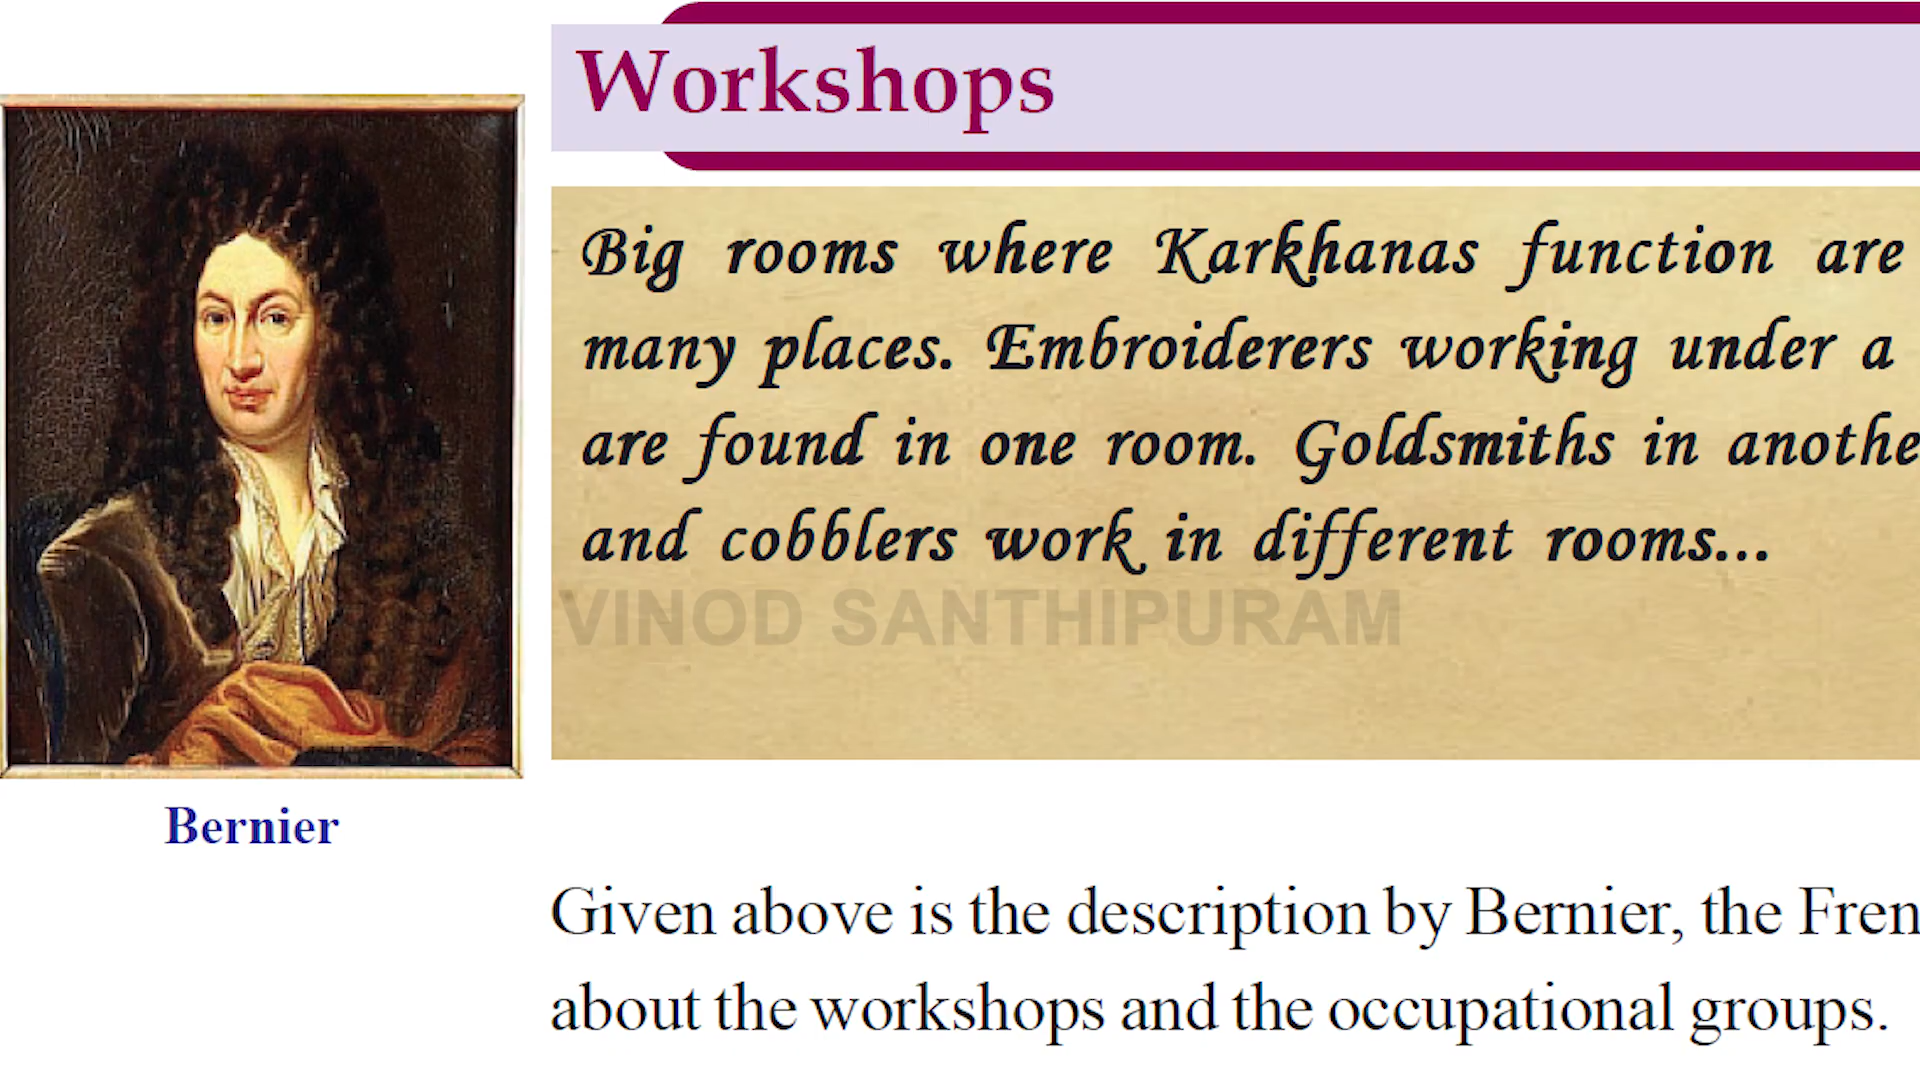 Workshops
Big rooms where Karkhanas function are
many places. Embroiderers working under a
are found in one room. Goldsmiths in anothe
and cobblers work in different rooms...
VINOD SANTHIPURAM
Bernier
Given above is the description by Bernier, the Fren
about the workshops and the occupational groups.